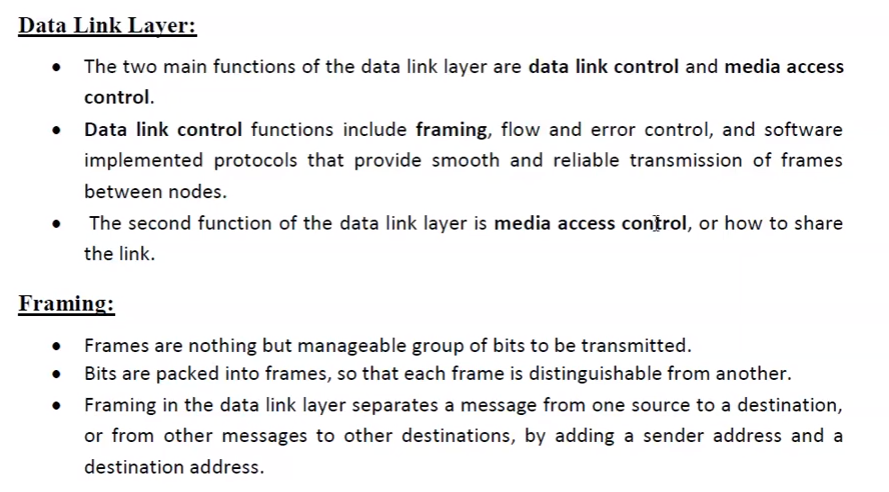 Data Link Layer:
• The two main functions of the data link layer are data link control and media access
control.
• Data link control functions include framing, flow and error control, and software
implemented protocols that provide smooth and reliable transmission of frames
between nodes.
• The second function of the data link layer is media access control, or how to share
the link.
Framing:
• Frames are nothing but manageable group of bits to be transmitted.
• Bits are packed into frames, so that each frame is distinguishable from another.
• Framing in the data link layer separates a message from one source to a destination,
or from other messages to other destinations, by adding a sender address and a
destination address.